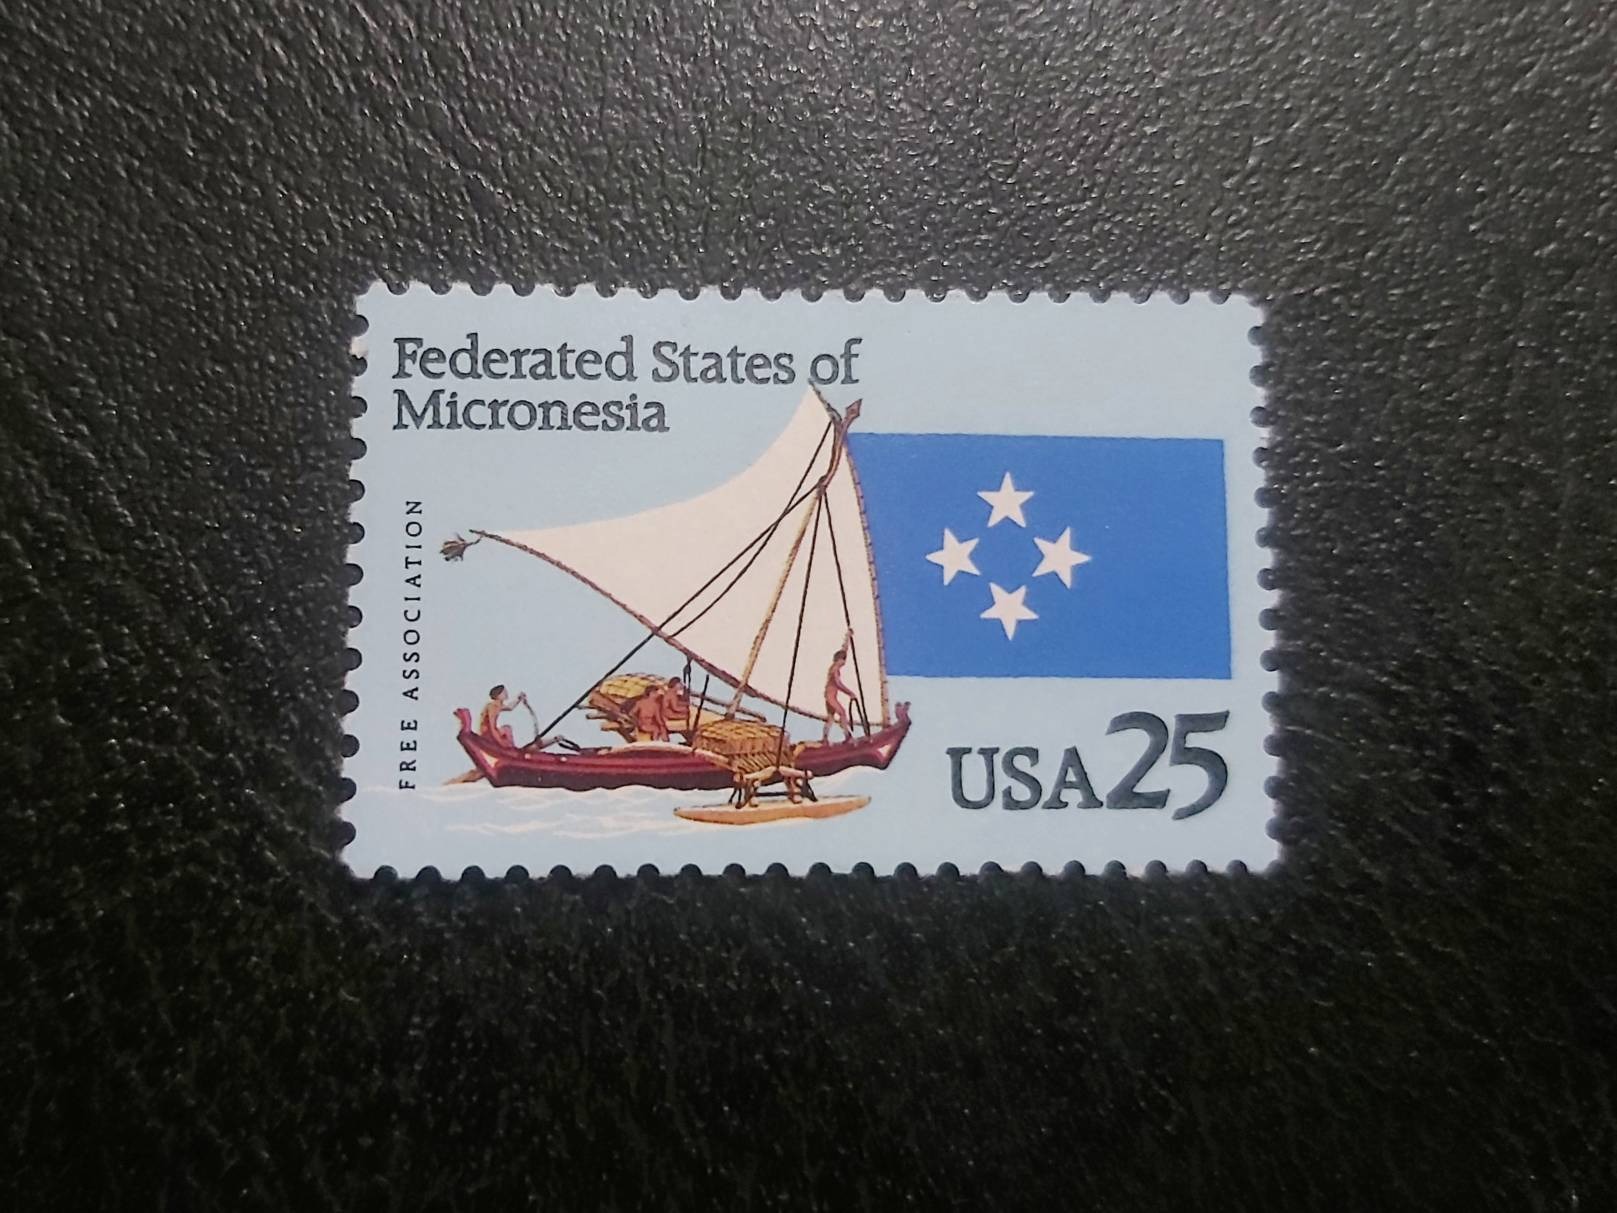 Federated States of
Micronesia
FREE ASSOCIATION
USA25